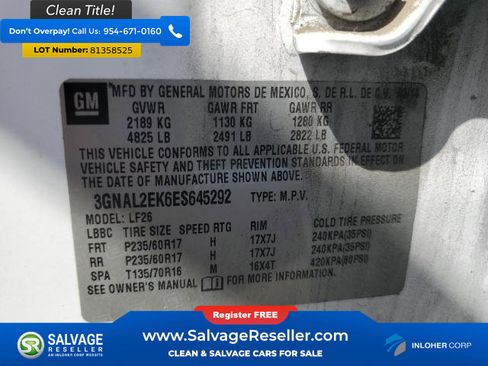 Clean Title!
Don't Overpay! Call Us: 954-671-0160
LOT Number: 81358525
GM
MFD BY GENERAL MOTORS DE MEXICO, S. DE R.L. DE C.V.
GVWR GAWR FRT GAWR RR
2189 KG 1130 KG 1280 KG
4825 LB 2491 LB 2822 LB
THIS VEHICLE CONFORMS TO ALL APPLICABLE U.S. FEDERAL MOTOR
VEHICLE SAFETY AND THEFT PREVENTION STANDARDS IN EFFECT ON
THE DATE OF MANUFACTURE SHOWN ABOVE.
3GNAL2EK6ES645292 TYPE: M.P.V.
MODEL: LF26
LBBC TIRE SIZE SPEED RTG RIM COLD TIRE PRESSURE
FRT P235/60R17 H 17X7J 240KPA(35PSI)
RR P235/60R17 H 17X7J 240KPA(35PSI)
SPA T135/70R16 M 16X4T 420KPA(60PSI)
SEE OWNER'S MANUAL
Register FREE
SALVAGE
RESELLER
AN INLOHER CORP WEBSITE
www.SalvageReseller.com
CLEAN & SALVAGE CARS FOR SALE
INLOHER CORP